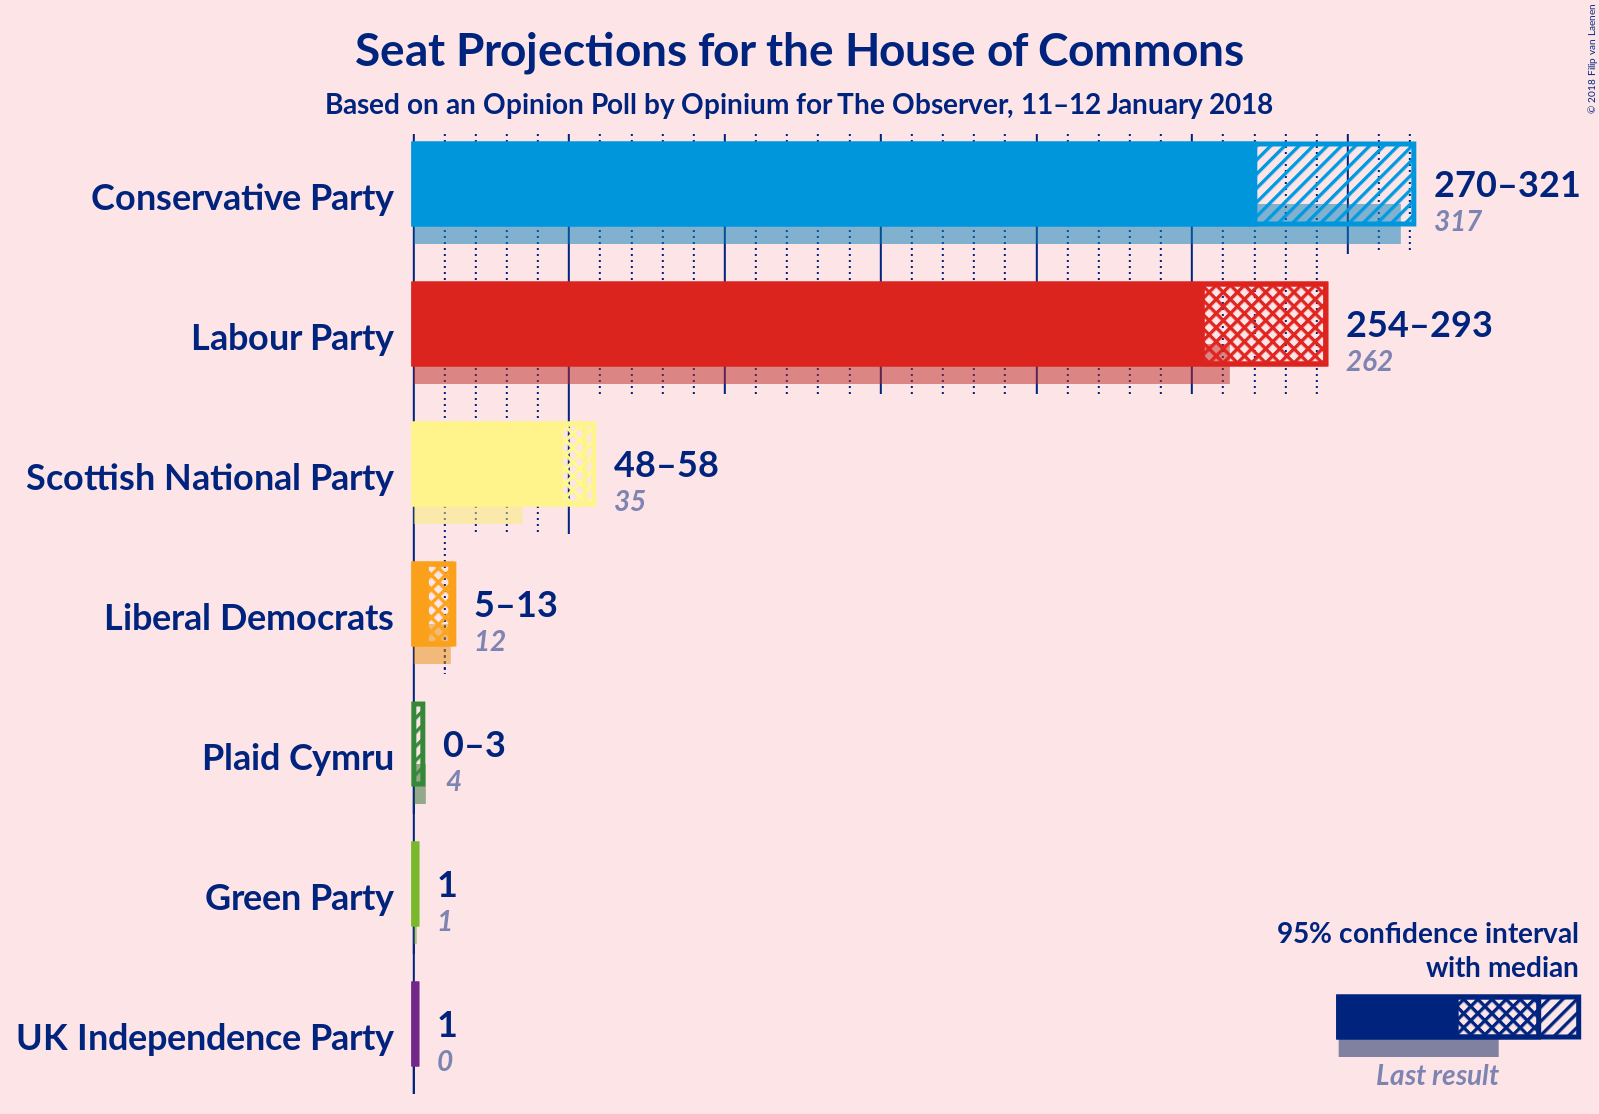 Seat Projections for the House of Commons
Based on an Opinion Poll by Opinium for The Observer, 11–12 January 2018
© 2018 Filip van Laenen
Conservative Party
270–321
317
Labour Party
254–293
262
Scottish National Party
48–58
35
Liberal Democrats
5–13
12
Plaid Cymru
0–3
4
Green Party
1
1
UK Independence Party
1
0
95% confidence interval
with median
Last result